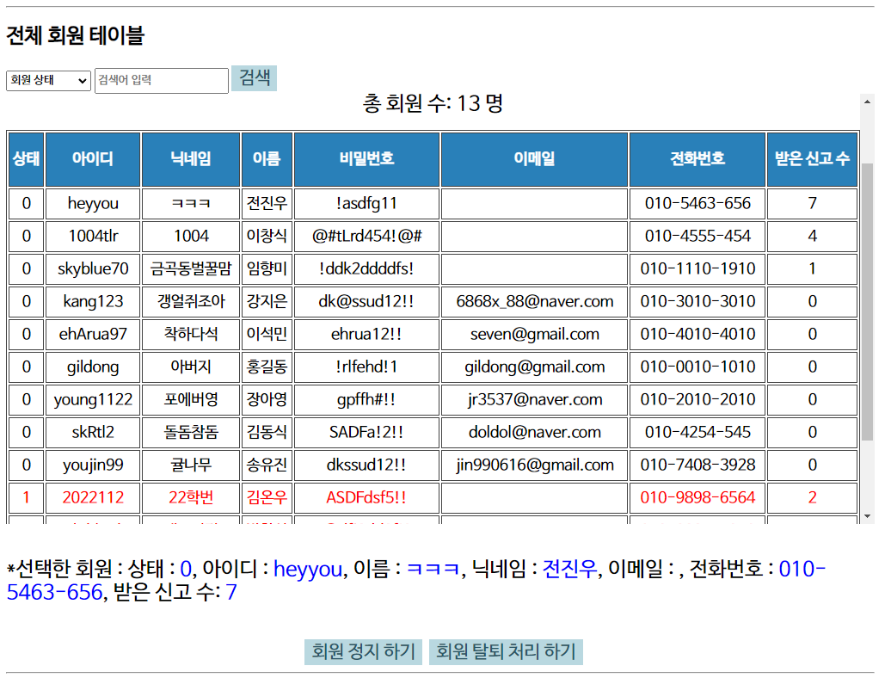 전체 회원 테이블
회원 상태 검색어 입력 검색
총 회원 수: 13 명
상태 아이디 닉네임 이름 비밀번호 이메일 전화번호 받은 신고 수
0 heyyou ㅋㅋㅋ 전진우 !asdfg11 010-5463-656 7
0 1004tlr 1004 이창식 @#tLrd454!@# 010-4555-454 4
0 skyblue70 금곡동벌꿀맘 임향미 !ddk2ddddfs! 010-1110-1910 1
0 kang123 갱얼쥐조아 강지은 dk@ssud12!! 6868x_88@naver.com 010-3010-3010 0
0 ehArua97 착하다석 이석민 ehrua12!! seven@gmail.com 010-4010-4010 0
0 gildong 아버지 홍길동 !rlfehd!1 gildong@gmail.com 010-0010-1010 0
0 young1122 포에버영 장아영 gpffh#!! jr3537@naver.com 010-2010-2010 0
0 skRtl2 돌돔참돔 김동식 SADFa!2!! doldol@naver.com 010-4254-545 0
0 youjin99 귤나무 송유진 dkssud12!! jin990616@gmail.com 010-7408-3928 0
1 2022112 22학번 김온우 ASDFdsf5!! 010-9898-6564 2
*선택한 회원 : 상태 : 0, 아이디 : heyyou, 이름 : ㅋㅋㅋ, 닉네임 : 전진우, 이메일 : , 전화번호 : 010-
5463-656, 받은 신고 수: 7
회원 정지 하기 회원 탈퇴 처리 하기